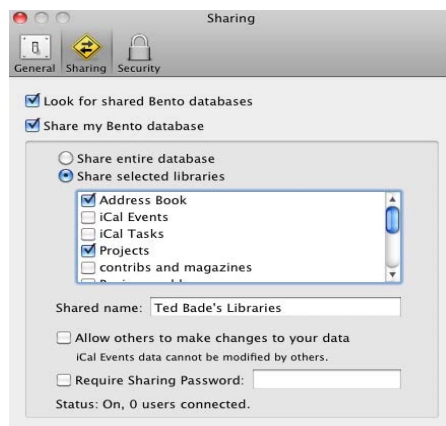 Sharing
General Sharing Security
Look for shared Bento databases
Share my Bento database
Share entire database
Share selected libraries
Address Book
iCal Events
iCal Tasks
Projects
contribs and magazines
Shared name: Ted Bade's Libraries
Allow others to make changes to your data
iCal Events data cannot be modified by others.
Require Sharing Password:
Status: On, 0 users connected.